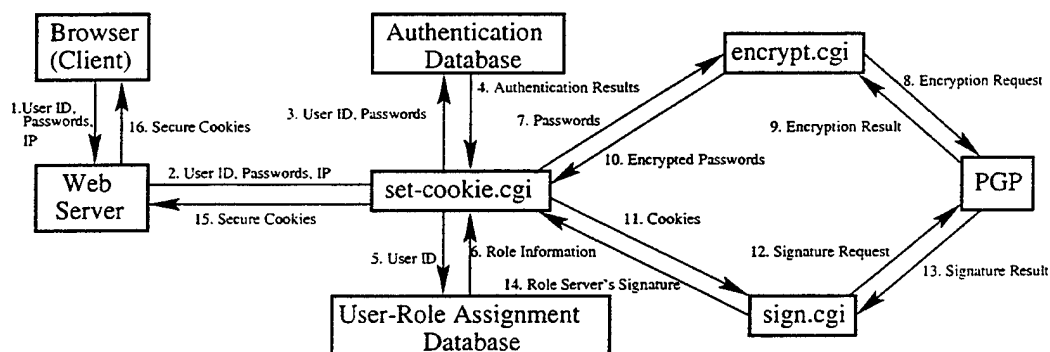 Browser
(Client)
Authentication
Database
encrypt.cgi
8. Encryption Request
4. Authentication Results
1.User ID,
Passwords,
IP
16. Secure Cookies
3. User ID, Passwords
7. Passwords
9. Encryption Result
10. Encrypted Passwords
Web
Server
2. User ID, Passwords, IP
15. Secure Cookies
set-cookie.cgi
PGP
11. Cookies
12. Signature Request
5. User ID
6. Role Information
13. Signature Result
14. Role Server's Signature
User-Role Assignment
Database
sign.cgi